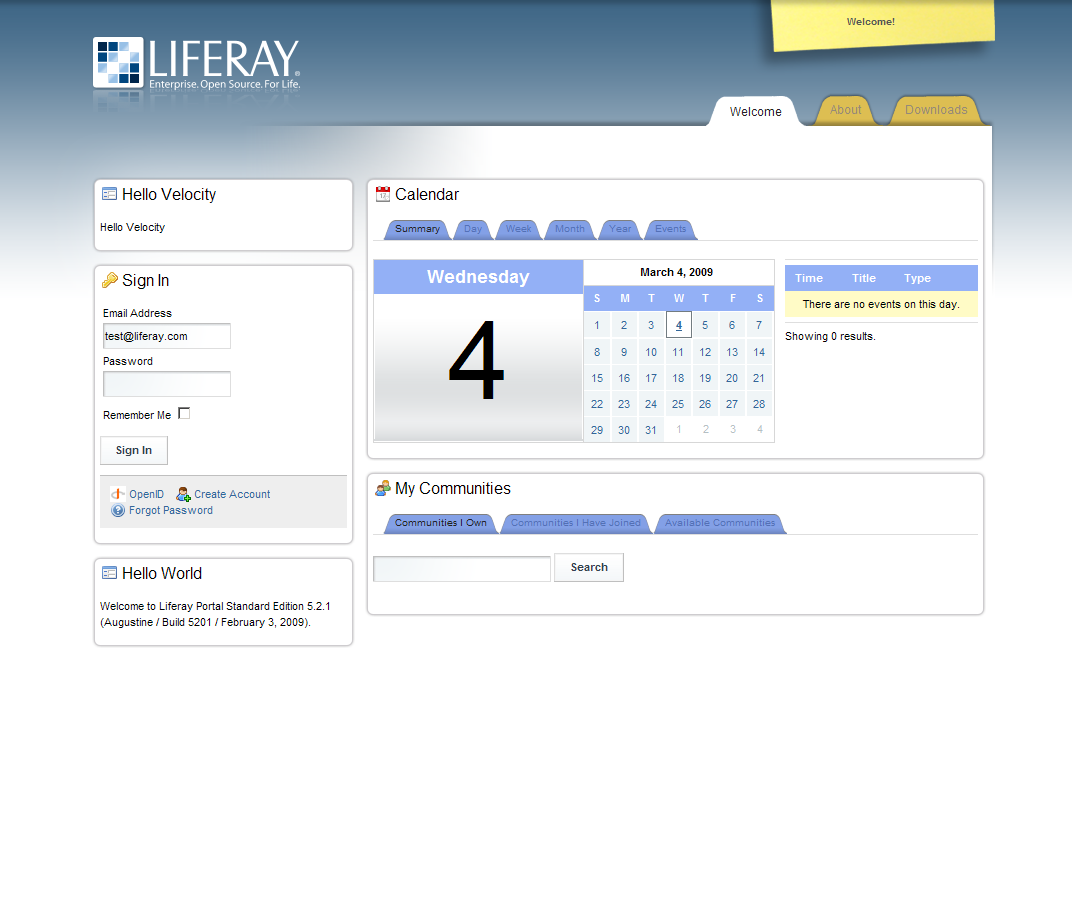 Welcome!
LIFERAY®
Enterprise. Open Source. For Life.
Welcome About Downloads
Hello Velocity
Hello Velocity
Sign In
Email Address
test@liferay.com
Password
Remember Me
Sign In
OpenID Create Account
Forgot Password
Hello World
Welcome to Liferay Portal Standard Edition 5.2.1
(Augustine / Build 5201 / February 3, 2009).
Calendar
Summary Day Week Month Year Events
Wednesday
4
March 4, 2009
S M T W T F S
1 2 3 4 5 6 7
8 9 10 11 12 13 14
15 16 17 18 19 20 21
22 23 24 25 26 27 28
29 30 31 1 2 3 4
Time Title Type
There are no events on this day.
Showing 0 results.
My Communities
Communities I Own Communities I Have Joined Available Communities
Search